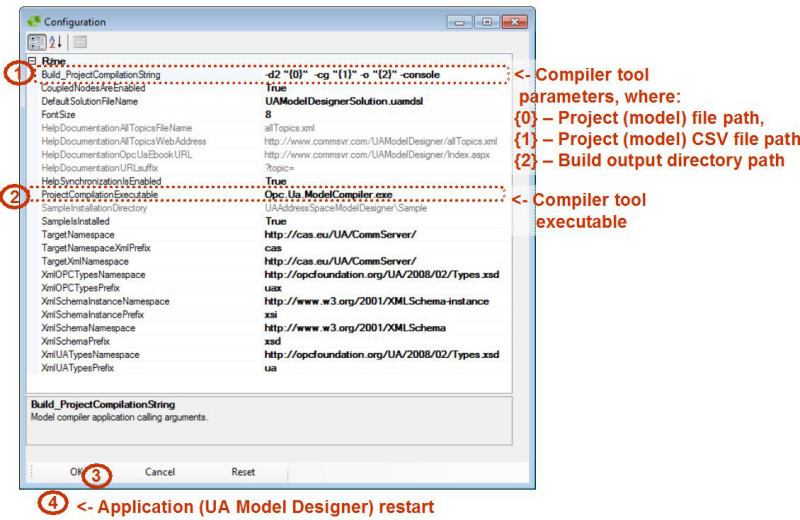 Configuration
Różne
1
Build_ProjectCompilationString -d2 "{0}" -cg "{1}" -o "{2}" -console
<- Compiler tool
parameters, where:
{0} – Project (model) file path,
{1} – Project (model) CSV file path
{2} – Build output directory path
CoupledNodesAreEnabled True
DefaultSolutionFileName UAModelDesignerSolution.uamdsl
FontSize 8
HelpDocumentationAllTopicsFileName allTopics.xml
HelpDocumentationAllTopicsWebAddress http://www.commsvr.com/UAModelDesigner/allTopics.xml
HelpDocumentationOpcUaEbookURL http://www.commsvr.com/UAModelDesigner/Index.aspx
HelpDocumentationURLsuffix ?topic=
HelpSynchronizationIsEnabled True
2
ProjectCompilationExecutable Opc.Ua.ModelCompiler.exe
<- Compiler tool
executable
SampleInstallationDirectory UAAddressSpaceModelDesigner\Sample
SampleIsInstalled True
TargetNamespace http://cas.eu/UA/CommServer/
TargetNamespaceXmlPrefix cas
TargetXmlNamespace http://cas.eu/UA/CommServer/
XmlOPCTypesNamespace http://opcfoundation.org/UA/2008/02/Types.xsd
XmlOPCTypesPrefix uax
XmlSchemaInstanceNamespace http://www.w3.org/2001/XMLSchema-instance
XmlSchemaInstancePrefix xsi
XmlSchemaNamespace http://www.w3.org/2001/XMLSchema
XmlSchemaPrefix xsd
XmlUATypesNamespace http://opcfoundation.org/UA/2008/02/Types.xsd
XmlUATypesPrefix ua
Build_ProjectCompilationString
Model compiler application calling arguments.
OK 3 Cancel Reset
4 <- Application (UA Model Designer) restart